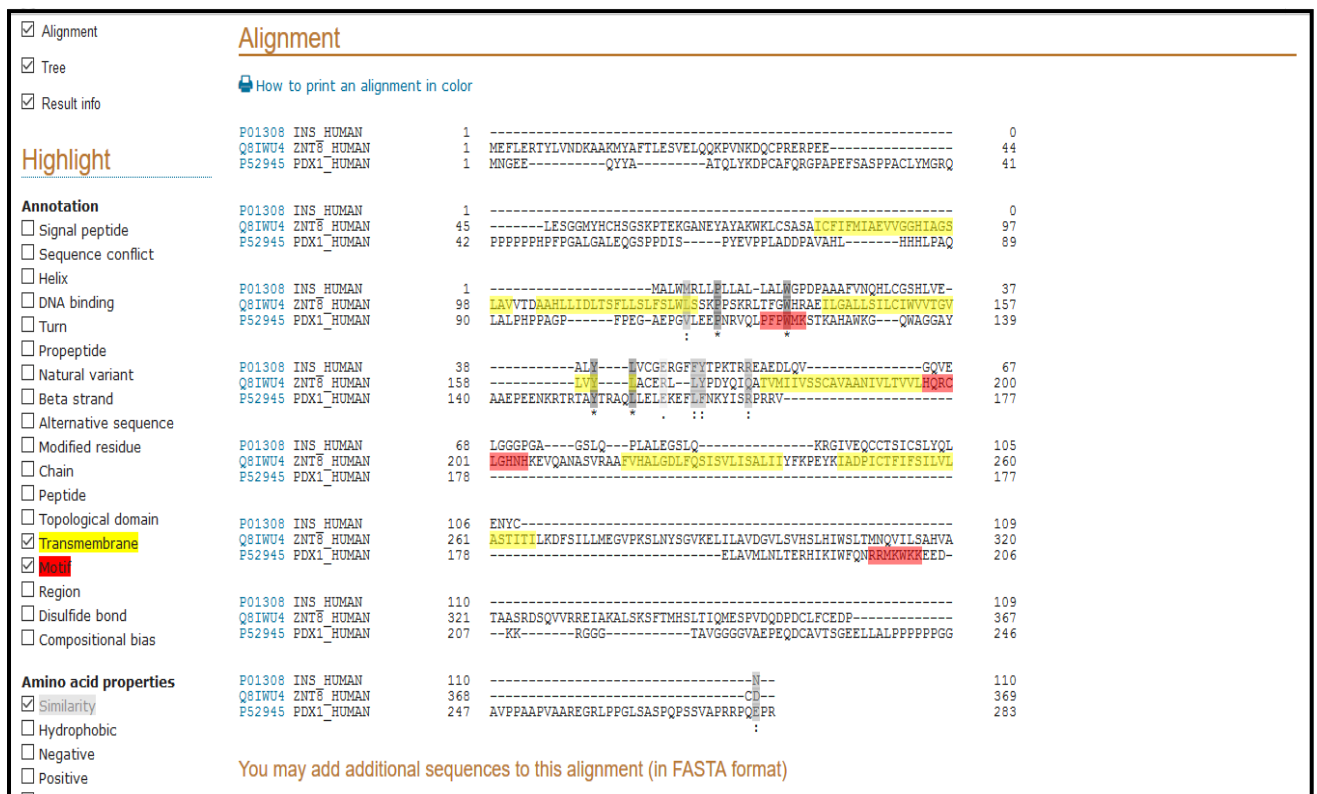 Alignment
Tree
Result info
Highlight
Annotation
Signal peptide
Sequence conflict
Helix
DNA binding
Turn
Propeptide
Natural variant
Beta strand
Alternative sequence
Modified residue
Chain
Peptide
Topological domain
Transmembrane
Motif
Region
Disulfide bond
Compositional bias
Amino acid properties
Similarity
Hydrophobic
Negative
Positive
Alignment
How to print an alignment in color
P01308 INS_HUMAN 1 ------------------------------------------------------------ 0
Q8IWU4 ZNT8_HUMAN 1 MEFLERTYLVNDKAAKMYAFTLESVELQQKPVNKDQCPRERPEE---------------- 44
P52945 PDX1_HUMAN 1 MNGEE----------QYYA---------ATQLYKDPCAFQRGPAPEFSASPPACLYMGRQ 41
P01308 INS_HUMAN 1 ------------------------------------------------------------ 0
Q8IWU4 ZNT8_HUMAN 45 -------LESGGMYHCHSGSKPTEKGANEYAYAKWKLCSASAICFIFMIAEVVGGHIAGS 97
P52945 PDX1_HUMAN 42 PPPPPPHPFPGALGALEQGSPPDIS-----PYEVPPLADDPAVAHL-------HHHLPAQ 89
P01308 INS_HUMAN 1 ---------------------MALWMRLLPLLAL-LALWGPDPAAAFVNQHLCGSHLVE- 37
Q8IWU4 ZNT8_HUMAN 98 LAVVTDAAHLLIDLTSFLLSLFSLWLSSKPPSKRLTFGWHRAEILGALLSILCIWVVTGV 157
P52945 PDX1_HUMAN 90 LALPHPPAGP------FPEG-AEPGVLEEPNRVQLPFPWMKSTKAHAWKG---QWAGGAY 139
: * *
P01308 INS_HUMAN 38 -----------ALY----LVCGERGFFYTPKTRREAEDLQV---------------GQVE 67
Q8IWU4 ZNT8_HUMAN 158 -----------LVY----LACERL--LYPDYQIQATVMIIVSSCAVAANIVLTVVLHQRC 200
P52945 PDX1_HUMAN 140 AAEPEENKRTRTAYTRAQLLELEKEFLFNKYISRPRRV---------------------- 177
* * . :: :
P01308 INS_HUMAN 68 LGGGPGA----GSLQ---PLALEGSLQ---------------KRGIVEQCCTSICSLYQL 105
Q8IWU4 ZNT8_HUMAN 201 LGHNHKEVQANASVRAAFVHALGDLFQSISVLISALIIYFKPEYKIADPICTFIFSILVL 260
P52945 PDX1_HUMAN 178 ------------------------------------------------------------ 177
P01308 INS_HUMAN 106 ENYC-------------------------------------------------------- 109
Q8IWU4 ZNT8_HUMAN 261 ASTITILKDFSILLMEGVPKSLNYSGVKELILAVDGVLSVHSLHIWSLTMNQVILSAHVA 320
P52945 PDX1_HUMAN 178 ------------------------------ELAVMLNLTERHIKIWFQNRRMKWKKEED- 206
P01308 INS_HUMAN 110 ------------------------------------------------------------ 109
Q8IWU4 ZNT8_HUMAN 321 TAASRDSQVVRREIAKALSKSFTMHSLTIQMESPVDQDPDCLFCEDP------------- 367
P52945 PDX1_HUMAN 207 --KK-------RGGG----------TAVGGGGVAEPEQDCAVTSGEELLALPPPPPPGG 246
P01308 INS_HUMAN 110 ----------------------------------N-- 110
Q8IWU4 ZNT8_HUMAN 368 ---------------------------------CD-- 369
P52945 PDX1_HUMAN 247 AVPPAAPVAAREGRLPPGLSASPQPSSVAPRRPQEPR 283
:
You may add additional sequences to this alignment (in FASTA format)